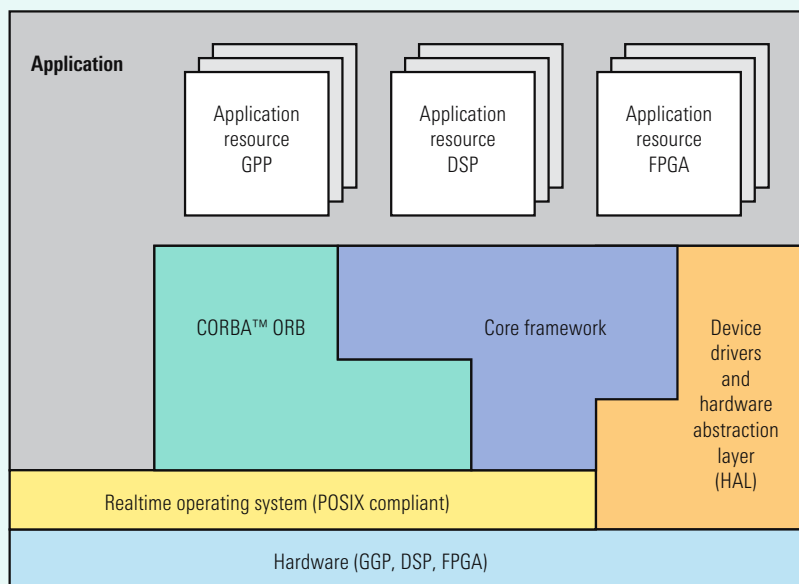 Application
Application
resource
GPP
Application
resource
DSP
Application
resource
FPGA
CORBA™ ORB
Core framework
Device
drivers
and
hardware
abstraction
layer
(HAL)
Realtime operating system (POSIX compliant)
Hardware (GGP, DSP, FPGA)